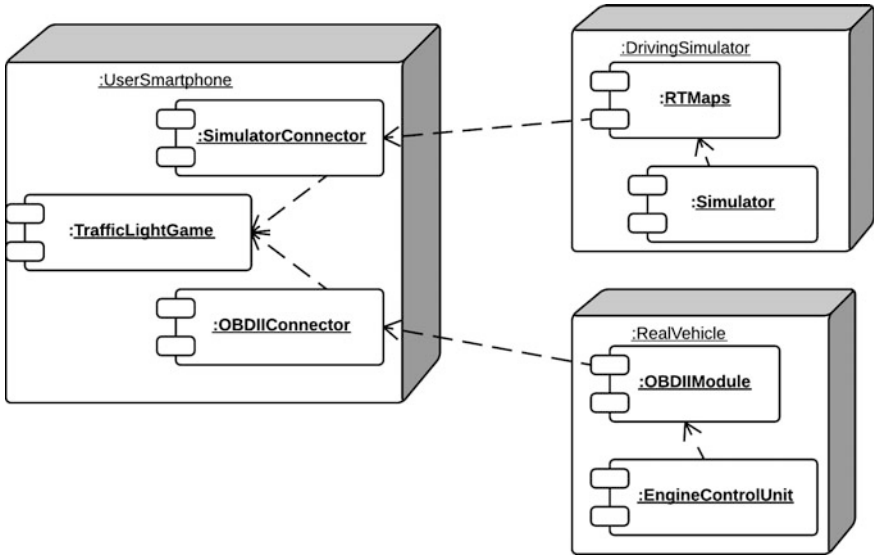 :UserSmartphone
:SimulatorConnector
:TrafficLightGame
:OBDIIConnector
:DrivingSimulator
:RTMaps
:Simulator
:RealVehicle
:OBDIIModule
:EngineControlUnit